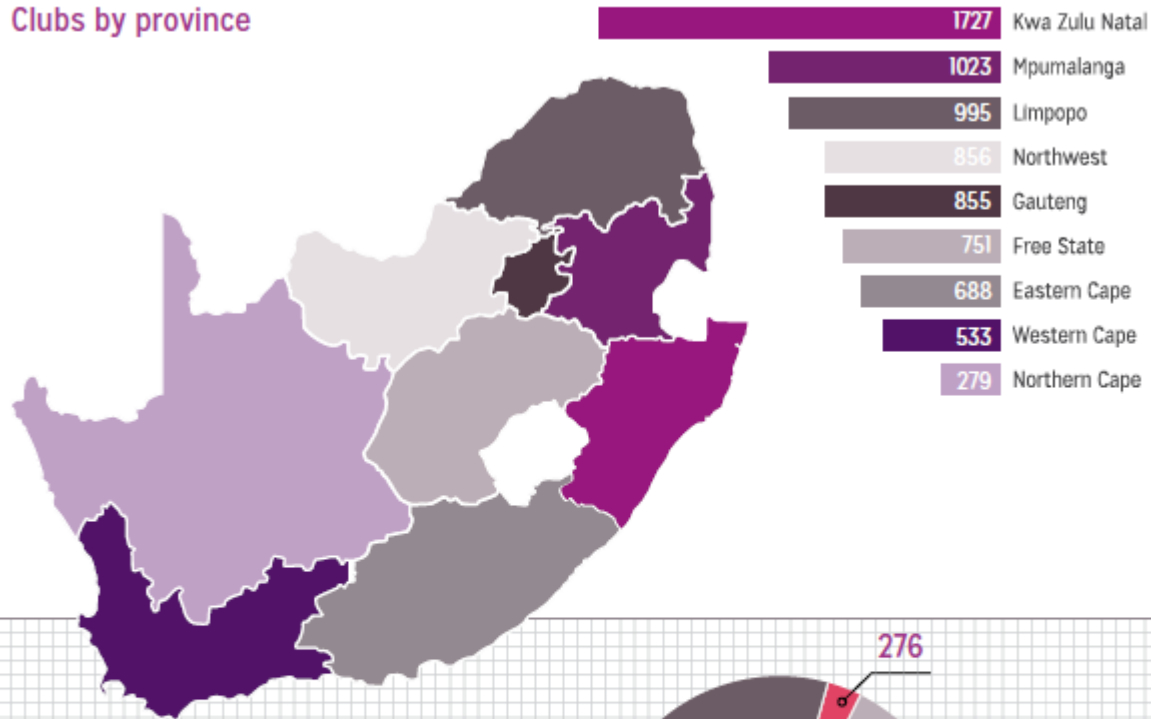 Clubs by province
1727 Kwa Zulu Natal
1023 Mpumalanga
995 Limpopo
856 Northwest
855 Gauteng
751 Free State
688 Eastern Cape
533 Western Cape
279 Northern Cape
276